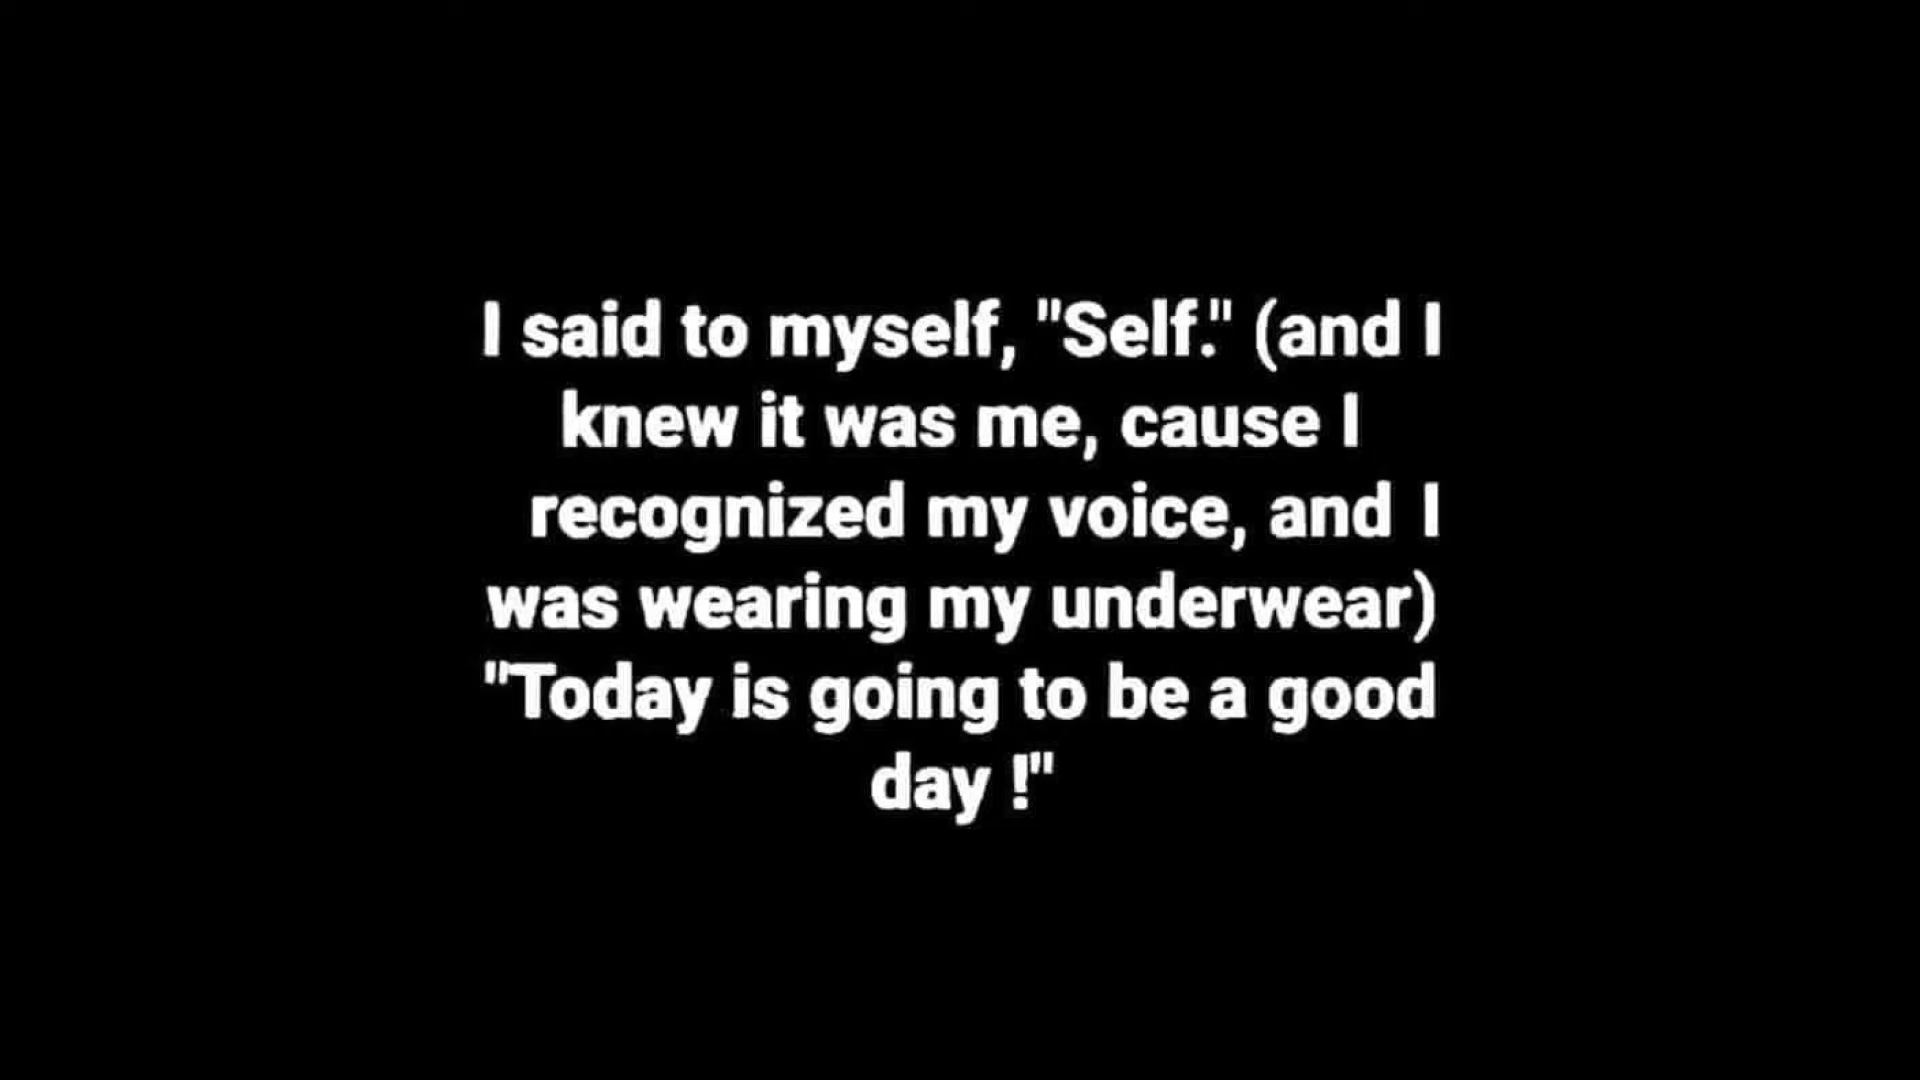 I said to myself, "Self." (and I
knew it was me, cause I
recognized my voice, and I
was wearing my underwear)
"Today is going to be a good
day !"